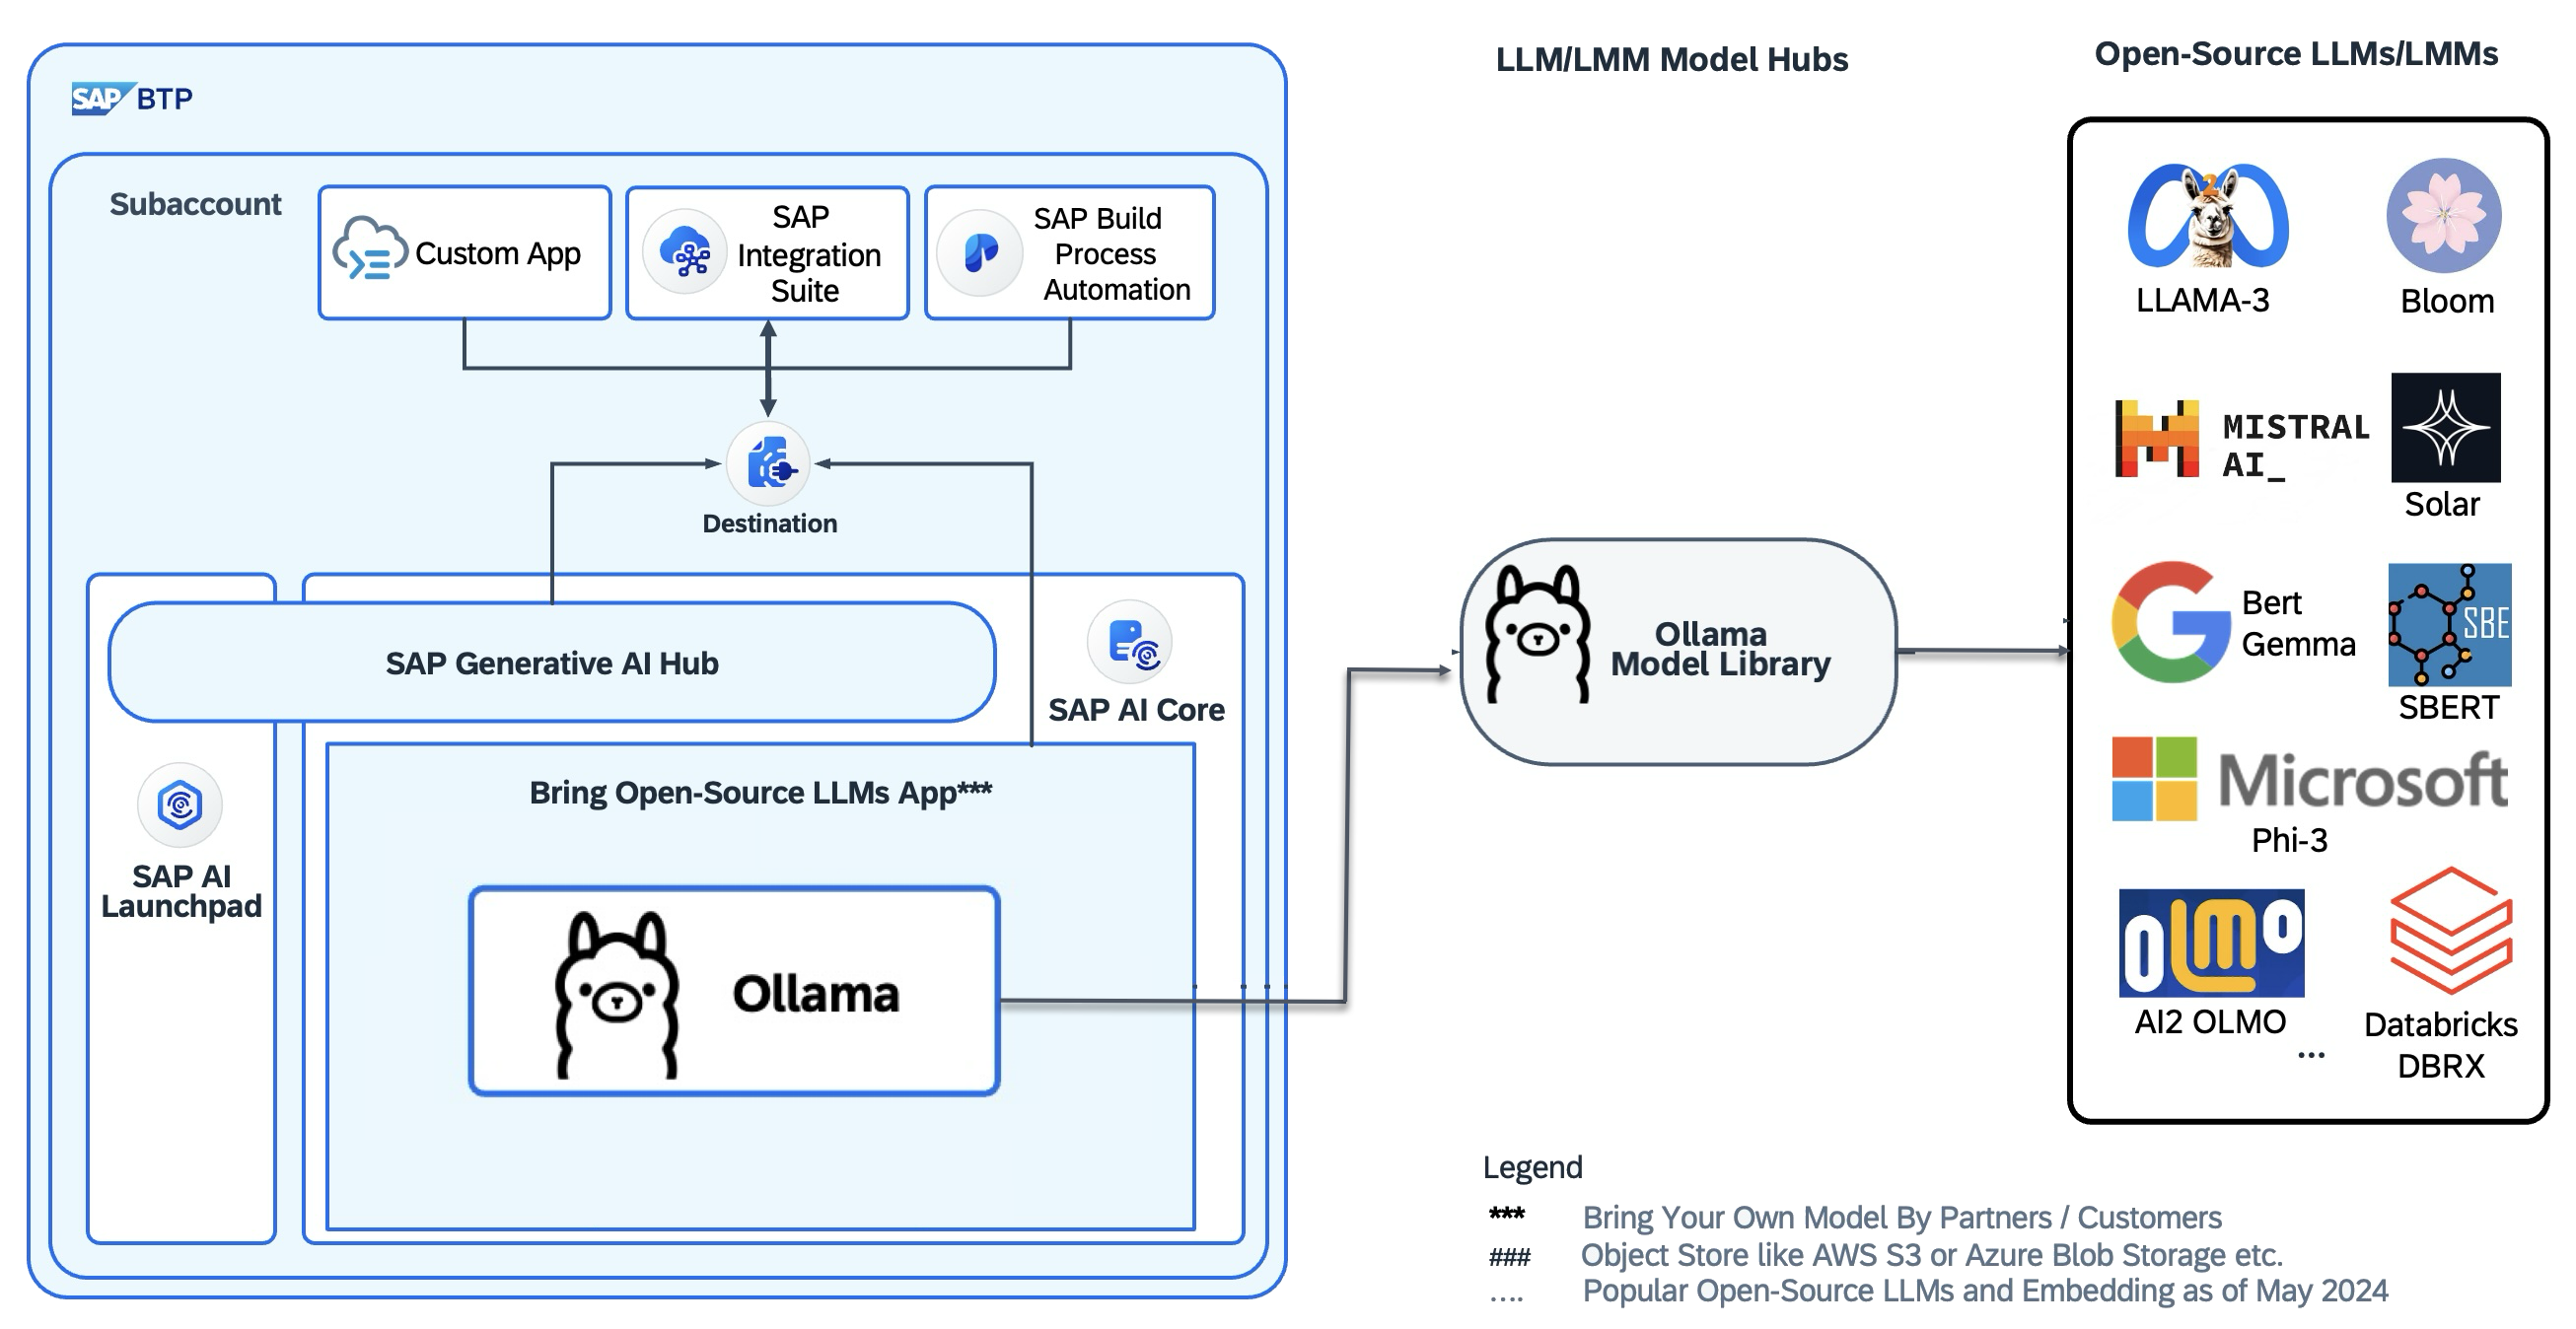 LLM/LMM Model Hubs
Open-Source LLMs/LMMs
SAP BTP
Subaccount
Custom App
SAP
Integration
Suite
SAP Build
Process
Automation
Destination
SAP Generative AI Hub
SAP AI Core
SAP AI
Launchpad
Bring Open-Source LLMs App***
Ollama
Ollama
Model Library
2
LLAMA-3
Bloom
MISTRAL
AI_
Solar
Bert
Gemma
SBE
SBERT
Microsoft
Phi-3
OLMO
AI2 OLMO
...
Databricks
DBRX
Legend
*** Bring Your Own Model By Partners / Customers
### Object Store like AWS S3 or Azure Blob Storage etc.
.... Popular Open-Source LLMs and Embedding as of May 2024